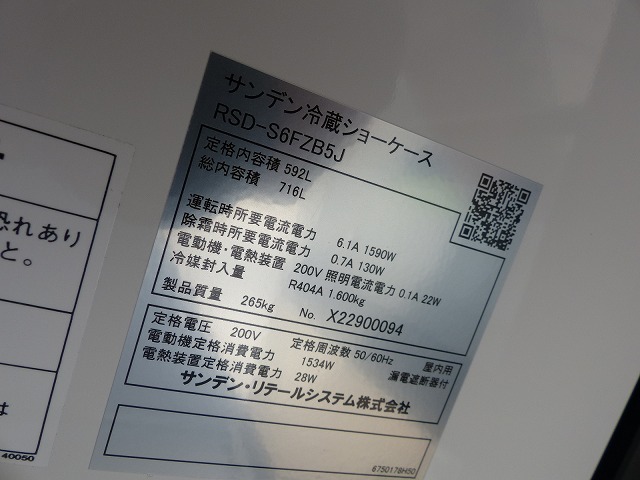 サンデン冷蔵ショーケース
RSD-S6FZB5J
定格内容積 592L
総内容積 716L
運転時所要電流電力 6.1A 1590W
除霜時所要電流電力 0.7A 130W
電動機・電熱装置 200V 照明電流電力 0.1A 22W
冷媒封入量 R404A 1.600kg
製品質量 265kg No. X22900094
定格電圧 200V 定格周波数 50/60Hz 屋内用
電動機定格消費電力 1534W 漏電遮断器付
電熱装置定格消費電力 28W
サンデン・リテールシステム株式会社
675017BH50
恐れあり
と。
は
40050